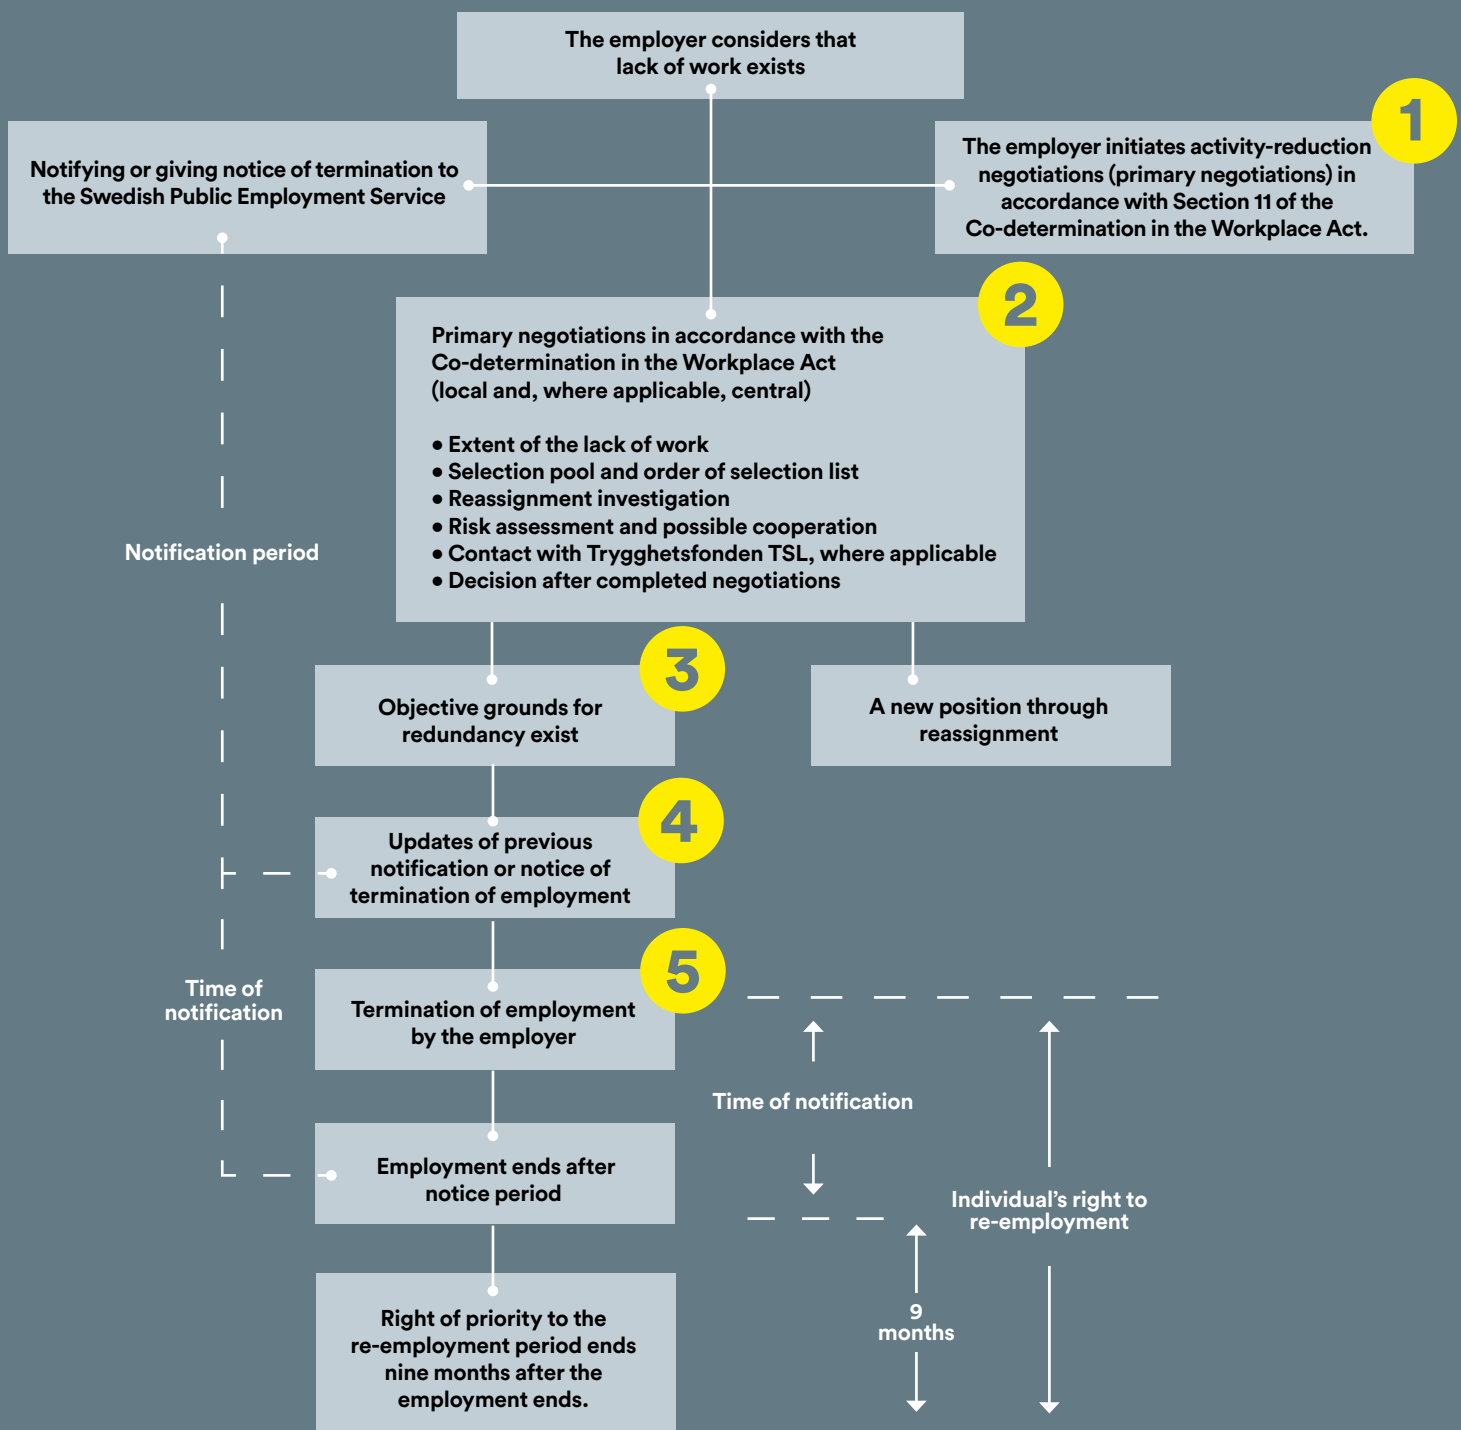 The employer considers that
lack of work exists
Notifying or giving notice of termination to
the Swedish Public Employment Service
1
The employer initiates activity-reduction
negotiations (primary negotiations) in
accordance with Section 11 of the
Co-determination in the Workplace Act.
2
Primary negotiations in accordance with the
Co-determination in the Workplace Act
(local and, where applicable, central)
• Extent of the lack of work
• Selection pool and order of selection list
• Reassignment investigation
• Risk assessment and possible cooperation
• Contact with Trygghetsfonden TSL, where applicable
• Decision after completed negotiations
Notification period
3
Objective grounds for
redundancy exist
A new position through
reassignment
4
Updates of previous
notification or notice of
termination of employment
5
Time of
notification
Termination of employment
by the employer
Time of notification
Employment ends after
notice period
Individual’s right to
re-employment
9
months
Right of priority to the
re-employment period ends
nine months after the
employment ends.